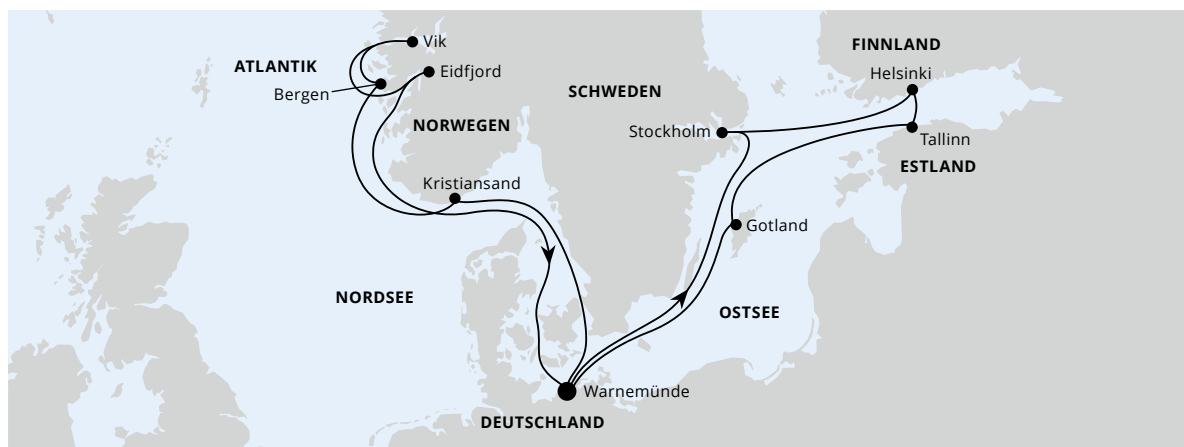 Vik
FINNLAND
ATLANTIK
Eidfjord
Helsinki
Bergen
SCHWEDEN
NORWEGEN
Stockholm
Tallinn
ESTLAND
Kristiansand
Gotland
NORDSEE
OSTSEE
Warnemünde
DEUTSCHLAND